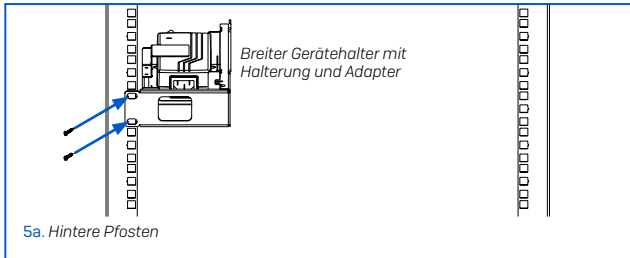 Breiter Gerätehalter mit
Halterung und Adapter
5a. Hintere Pfosten